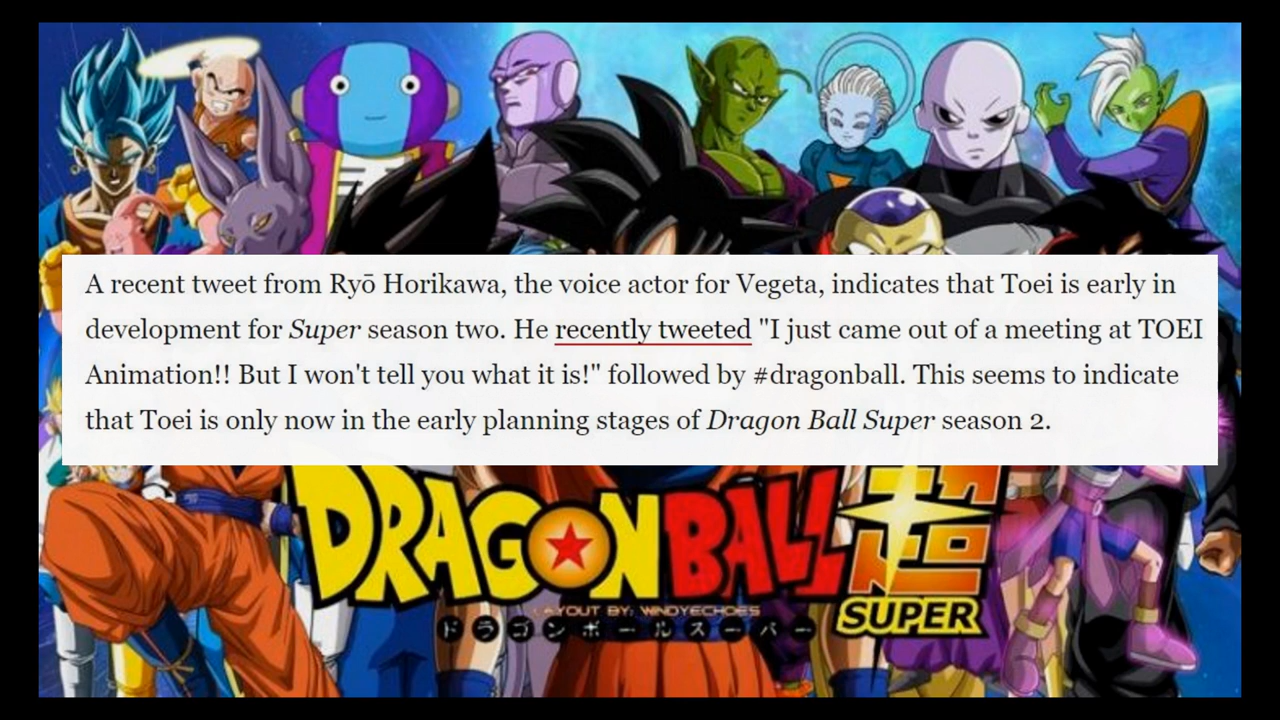 A recent tweet from Ryō Horikawa, the voice actor for Vegeta, indicates that Toei is early in
development for Super season two. He recently tweeted "I just came out of a meeting at TOEI
Animation!! But I won't tell you what it is!" followed by #dragonball. This seems to indicate
that Toei is only now in the early planning stages of Dragon Ball Super season 2.
DRAGONBALL 超
SUPER
LAYOUT BY: WINDYECHOES
ドラゴンボールスーパー